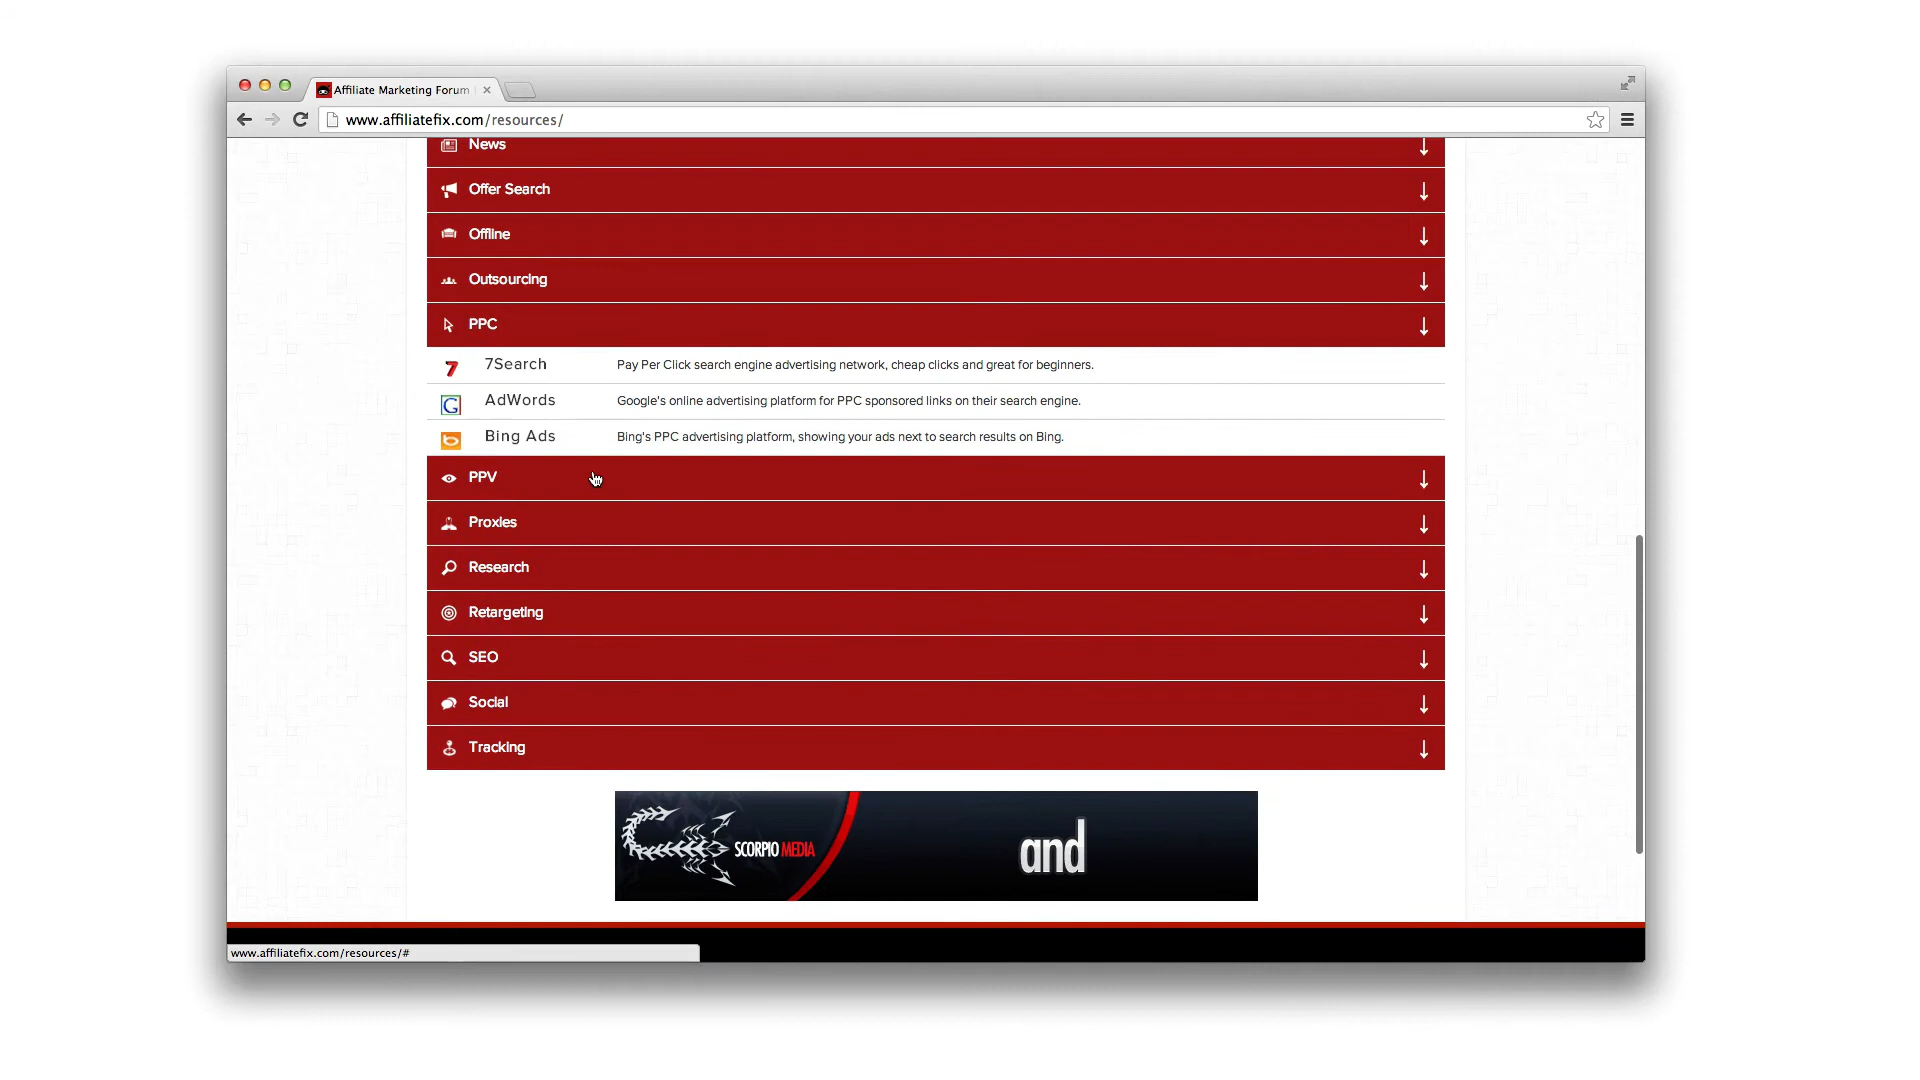 Affiliate Marketing Forum
www.affiliatefix.com/resources/
News
Offer Search
Offline
Outsourcing
PPC
7 7Search Pay Per Click search engine advertising network, cheap clicks and great for beginners.
G AdWords Google's online advertising platform for PPC sponsored links on their search engine.
b Bing Ads Bing's PPC advertising platform, showing your ads next to search results on Bing.
PPV
Proxies
Research
Retargeting
SEO
Social
Tracking
SCORPIO MEDIA and
www.affiliatefix.com/resources/#